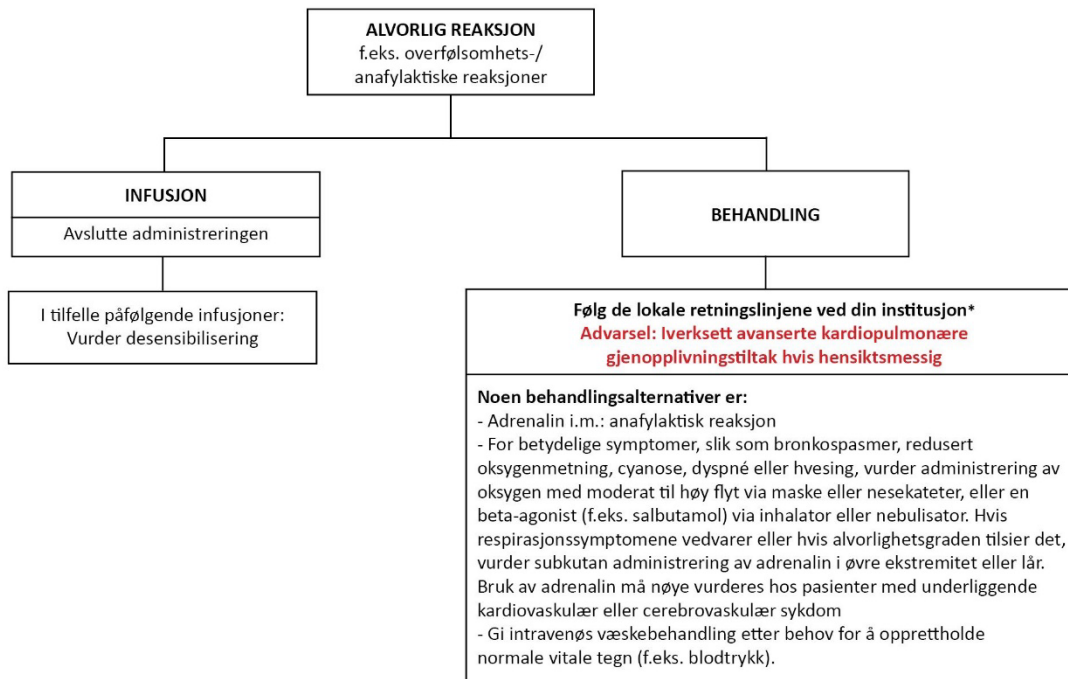 ALVORLIG REAKSJON
f.eks. overfølsomhets-/
anafylaktiske reaksjoner
INFUSJON
Avslutte administreringen
I tilfelle påfølgende infusjoner:
Vurder desensibilisering
BEHANDLING
Følg de lokale retningslinjene ved din institusjon*
Advarsel: Iverksett avanserte kardiopulmonære
gjenopplivningstiltak hvis hensiktsmessig
Noen behandlingsalternativer er:
- Adrenalin i.m.: anafylaktisk reaksjon
- For betydelige symptomer, slik som bronkospasmer, redusert
oksygenmetning, cyanose, dyspné eller hvesing, vurder administrering av
oksygen med moderat til høy flyt via maske eller nesekateter, eller en
beta-agonist (f.eks. salbutamol) via inhalator eller nebulisator. Hvis
respirasjonssymptomene vedvarer eller hvis alvorlighetsgraden tilsier det,
vurder subkutan administrering av adrenalin i øvre ekstremitet eller lår.
Bruk av adrenalin må nøye vurderes hos pasienter med underliggende
kardiovaskulær eller cerebrovaskulær sykdom
- Gi intravenøs væskebehandling etter behov for å opprettholde
normale vitale tegn (f.eks. blodtrykk).